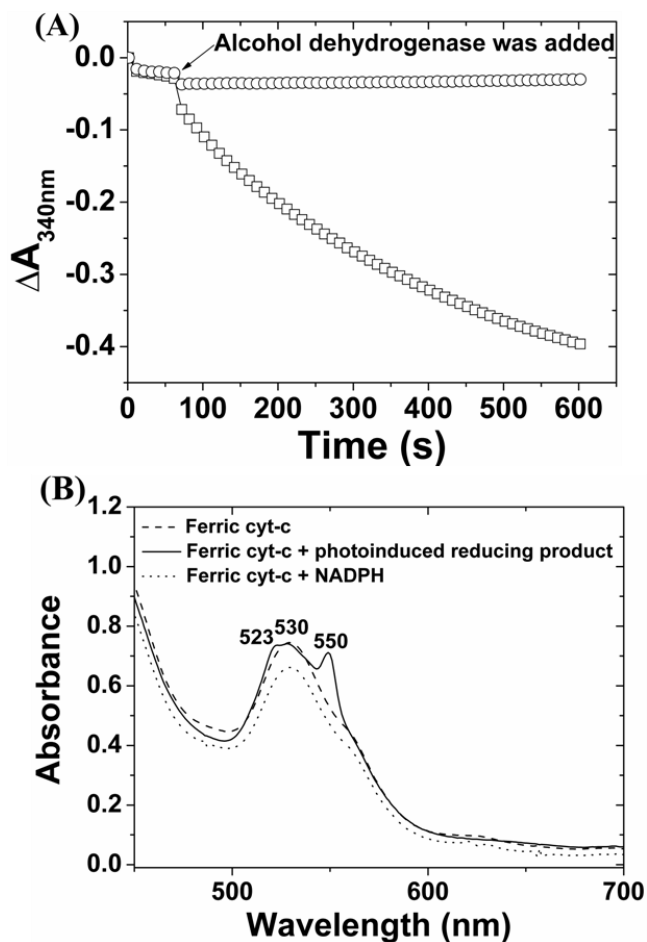 (A)
Alcohol dehydrogenase was added
0.0
-0.1
-0.2
-0.3
-0.4
ΔA340nm
0 100 200 300 400 500 600
Time (s)
(B)
1.2
1.0
0.8
0.6
0.4
0.2
0.0
Absorbance
Ferric cyt-c
Ferric cyt-c + photoinduced reducing product
Ferric cyt-c + NADPH
523 530 550
500 600 700
Wavelength (nm)